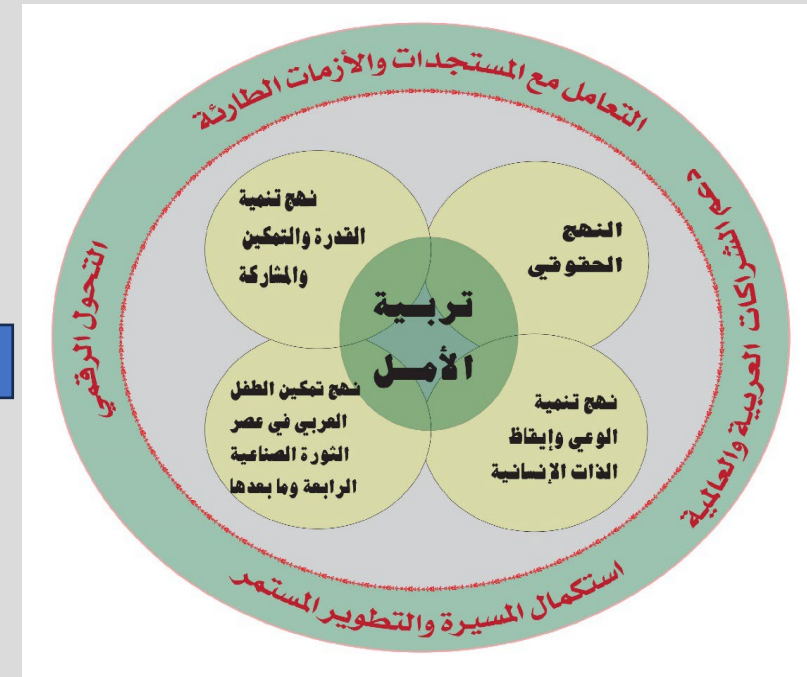 التعامل مع المستجدات والأزمات الطارئة
دعم الشراكات العربية والعالمية
النهج
الحقوقي
نهج تنمية
القدرة والتمكين
والمشاركة
تربية
الأمل
نهج تنمية
الوعي وإيقاظ
الذات الإنسانية
نهج تمكين الطفل
العربي في عصر
الثورة الصناعية
الرابعة وما بعدها
التحول الرقمي
استكمال المسيرة والتطوير المستمر